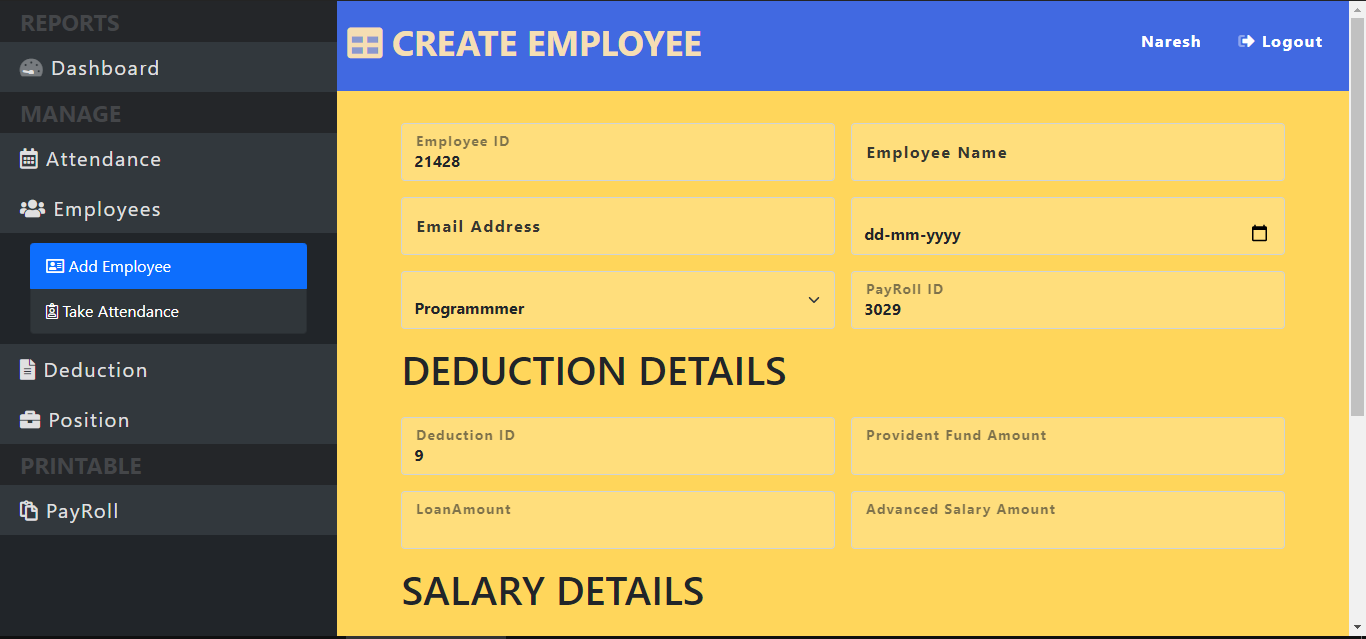 REPORTS
Dashboard
MANAGE
Attendance
Employees
Add Employee
Take Attendance
Deduction
Position
PRINTABLE
PayRoll
CREATE EMPLOYEE
Naresh
Logout
Employee ID
21428
Employee Name
Email Address
dd-mm-yyyy
Programmmer
PayRoll ID
3029
DEDUCTION DETAILS
Deduction ID
9
Provident Fund Amount
LoanAmount
Advanced Salary Amount
SALARY DETAILS